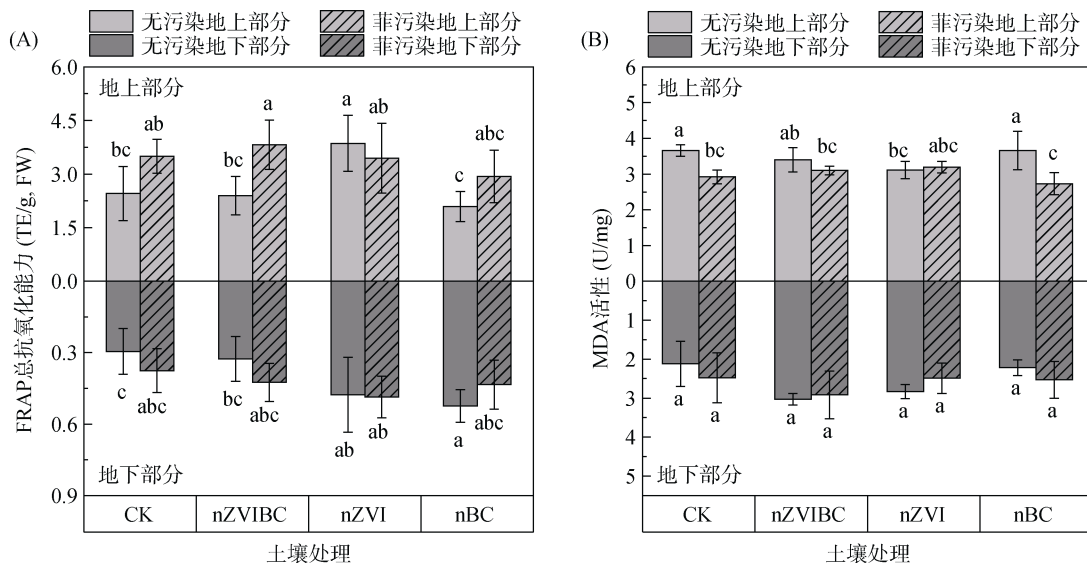 (A)
无污染地上部分 非污染地上部分
无污染地下部分 非污染地下部分
FRAP总抗氧化能力 (TE/g, FW)
6.0
4.5
3.0
1.5
0.0
0.3
0.6
0.9
地上部分
bc ab bc a a ab c abc
c abc bc abc ab ab a abc
地下部分
CK nZVIBC nZVI nBC
土壤处理
(B)
无污染地上部分 非污染地上部分
无污染地下部分 非污染地下部分
MDA活性 (U/mg)
6
5
4
3
2
1
0
1
2
3
4
5
地上部分
a bc ab bc bc abc a c
a a a a a a a a
地下部分
CK nZVIBC nZVI nBC
土壤处理